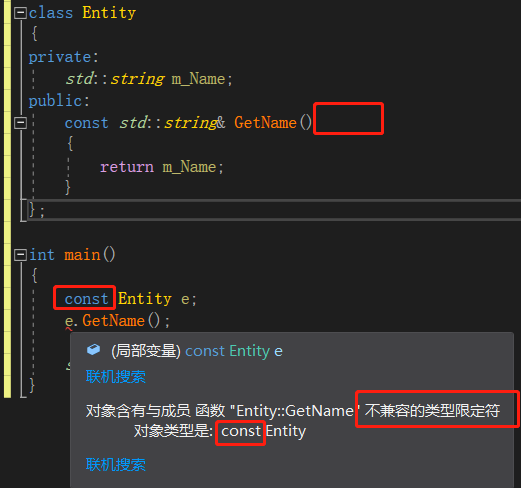 class Entity
{
private:
std::string m_Name;
public:
const std::string& GetName()
{
return m_Name;
}
};
int main()
{
const Entity e;
e.GetName();
(局部变量) const Entity e
联机搜索
对象含有与成员 函数 "Entity::GetName" 不兼容的类型限定符
对象类型是: const Entity
联机搜索
}